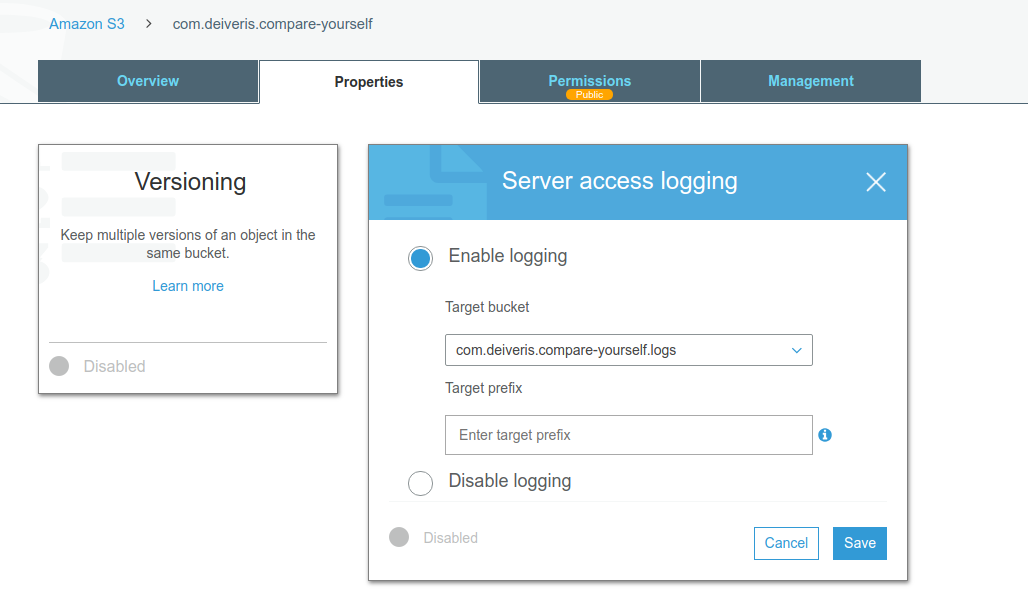 Amazon S3 > com.deiveris.compare-yourself
Overview
Properties
Permissions
Public
Management
Versioning
Keep multiple versions of an object in the
same bucket.
Learn more
Disabled
Server access logging
Enable logging
Target bucket
com.deiveris.compare-yourself.logs
Target prefix
Enter target prefix
Disable logging
Disabled
Cancel
Save